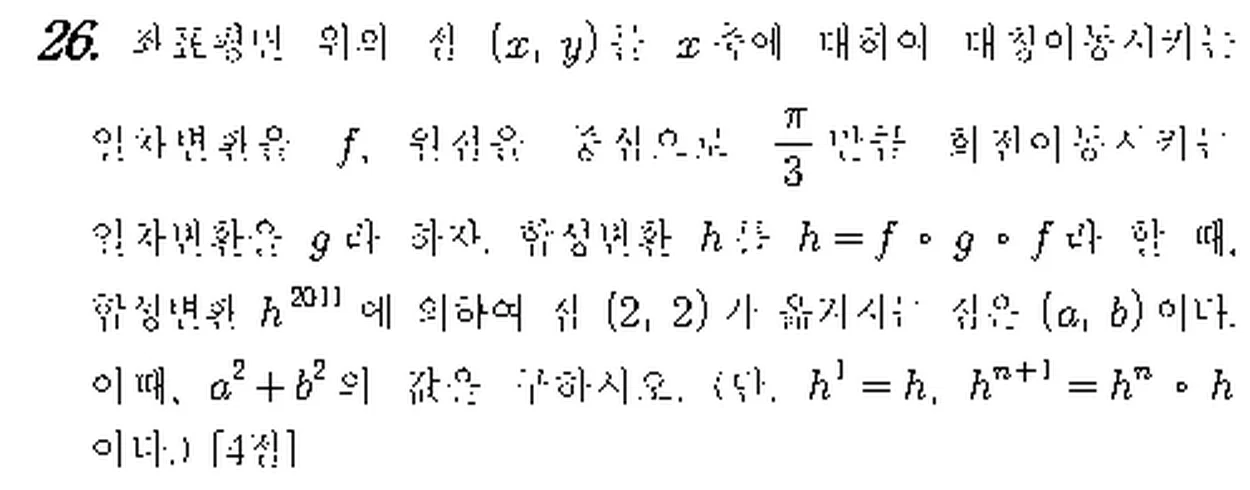 26. 좌표평면 위의 점 (x, y)를 x축에 대하여 대칭이동시키는
일차변환을 f, 원점을 중심으로 π/3만큼 회전이동시키는
일차변환을 g라 하자. 합성변환 h를 h = f ∘ g ∘ f라 할 때,
합성변환 h^2011에 의하여 점 (2, 2)가 옮겨지는 점은 (a, b)이다.
이때, a^2 + b^2의 값을 구하시오. (단, h^1 = h, h^{n+1} = h^n ∘ h
이다.) [4점]